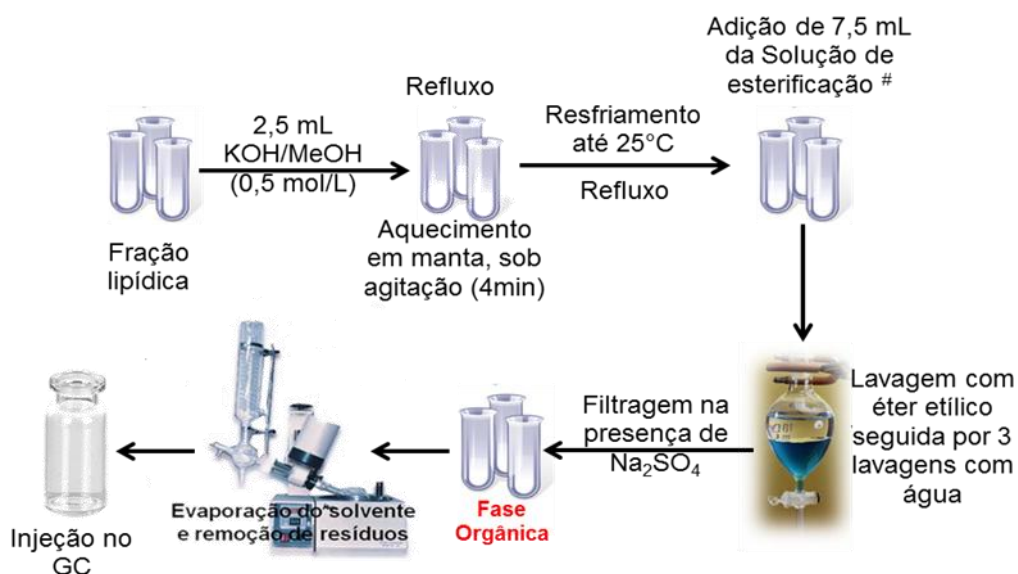 Fração
lipídica
2,5 mL
KOH/MeOH
(0,5 mol/L)
Refluxo
Aquecimento
em manta, sob
agitação (4min)
Resfriamento
até 25°C
Refluxo
Adição de 7,5 mL
da Solução de
esterificação #
Lavagem com
éter etílico
seguida por 3
lavagens com
água
Filtragem na
presença de
Na₂SO₄
Fase
Orgânica
Evaporação do solvente
e remoção de resíduos
Injeção no
GC